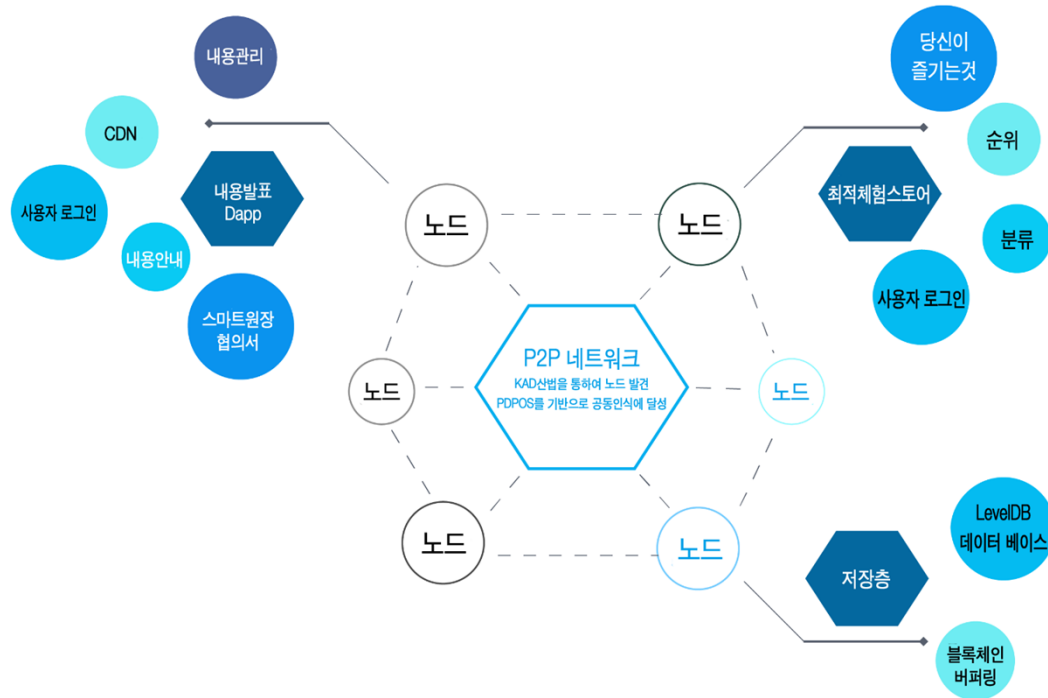 내용관리
CDN
사용자 로그인
내용발표
Dapp
내용안내
스마트원장
협의서
당신이
즐기는것
순위
최적체험스토어
분류
사용자 로그인
노드
노드
노드
P2P 네트워크
KAD산법을 통하여 노드 발견
PDPOS를 기반으로 공동인식에 달성
노드
노드
노드
LevelDB
데이터 베이스
저장층
블록체인
버퍼링